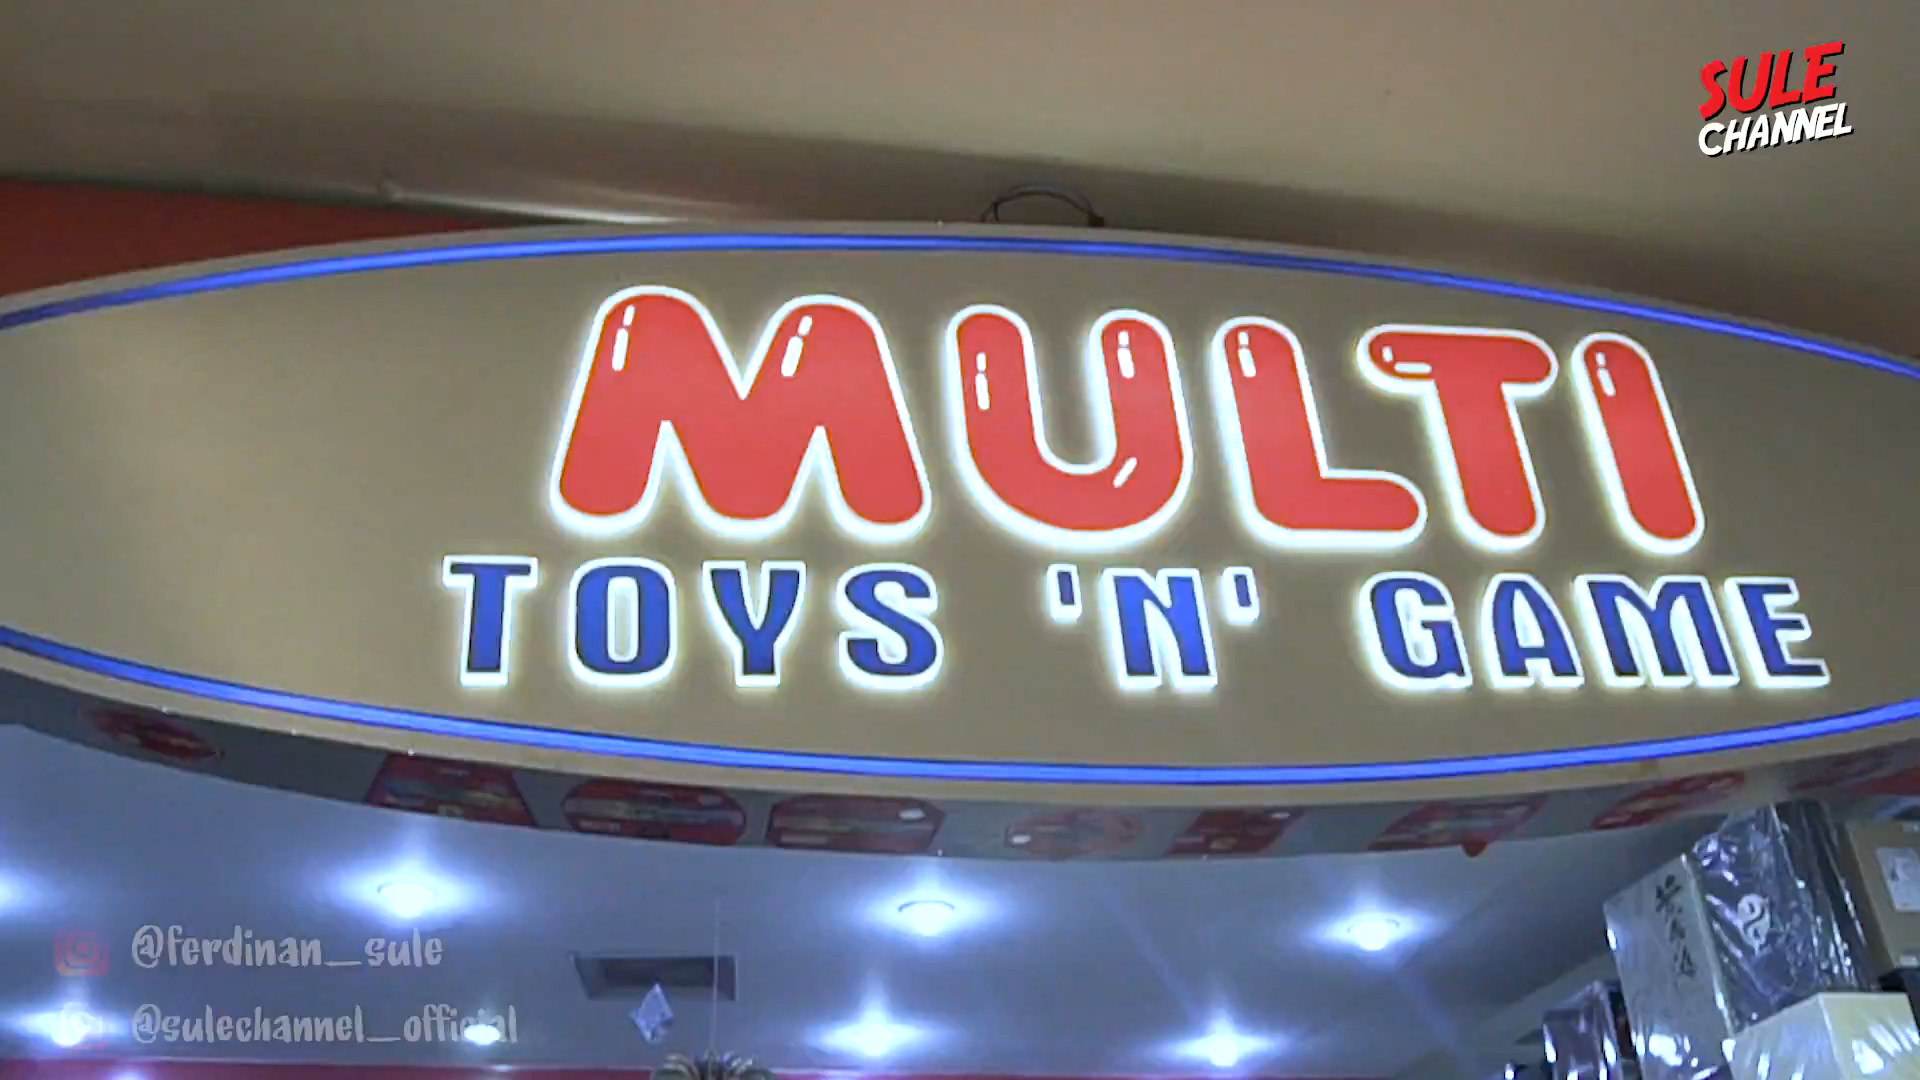 SULE
CHANNEL
MULTI
TOYS 'N' GAME
@ferdinan_sule
@sulechannel_official